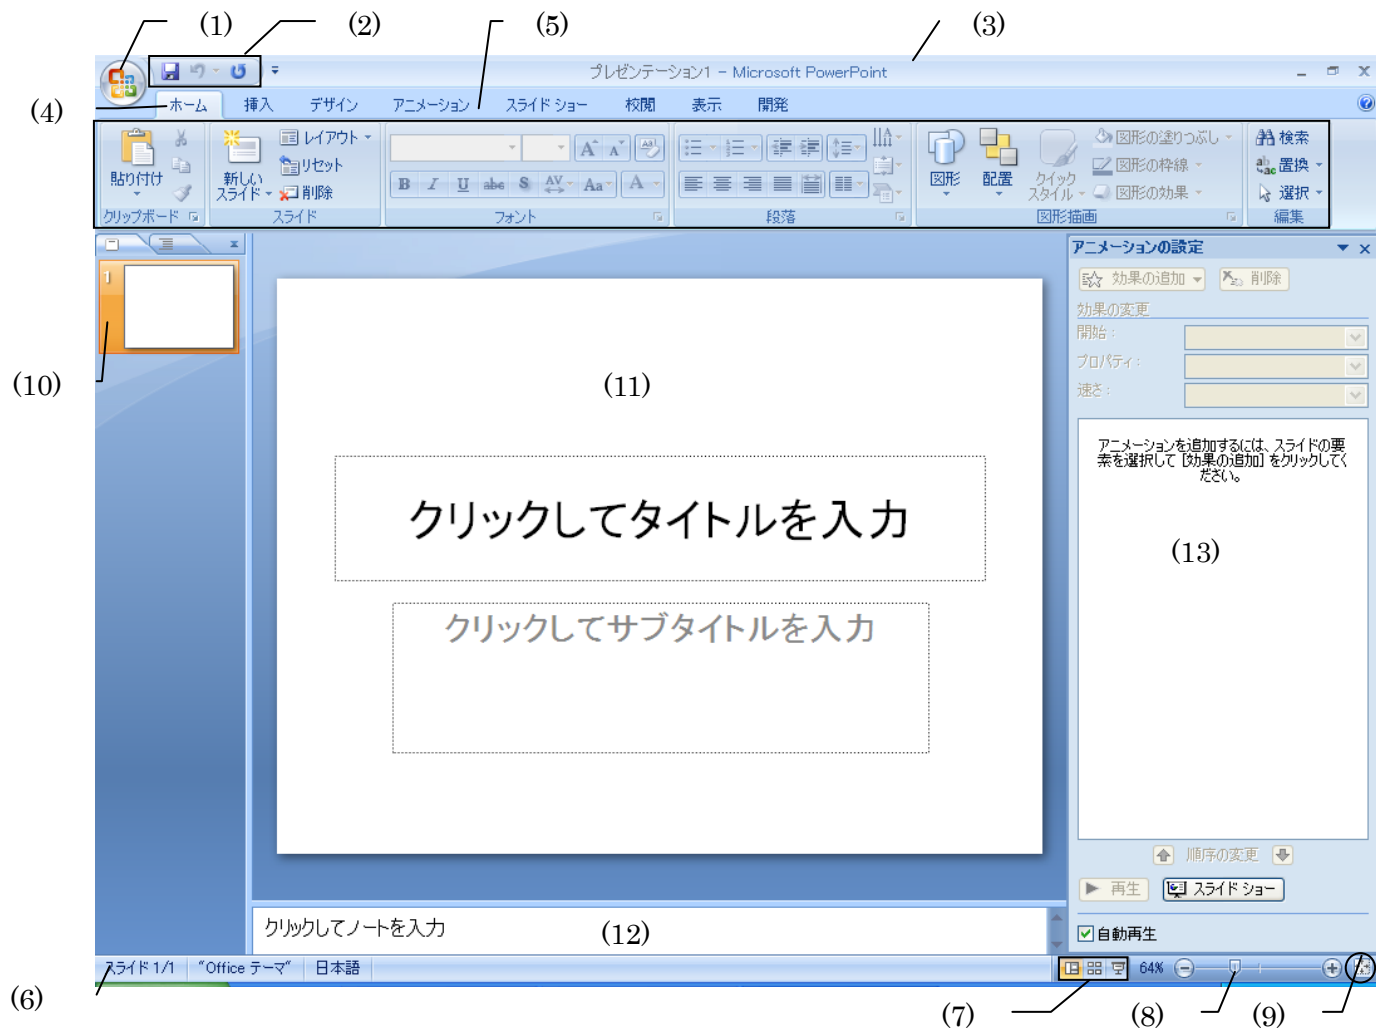 (1)
(2)
(5)
(3)
プレゼンテーション1 - Microsoft PowerPoint
(4)
ホーム 挿入 デザイン アニメーション スライド ショー 校閲 表示 開発
貼り付け
クリップボード
新しい
スライド
レイアウト
リセット
削除
スライド
B I U abc S AV Aa A
フォント
段落
図形
配置
クイック
スタイル
図形の塗りつぶし
図形の枠線
図形の効果
図形描画
検索
置換
選択
編集
1
(10)
(11)
クリックしてタイトルを入力
クリックしてサブタイトルを入力
クリックしてノートを入力
(12)
アニメーションの設定
効果の追加
削除
効果の変更
開始：
プロパティ：
速さ：
アニメーションを追加するには、スライドの要
素を選択して [効果の追加] をクリックしてく
ださい。
(13)
順序の変更
再生
スライド ショー
自動再生
スライド 1/1 "Office テーマ" 日本語
64%
(6)
(7)
(8)
(9)